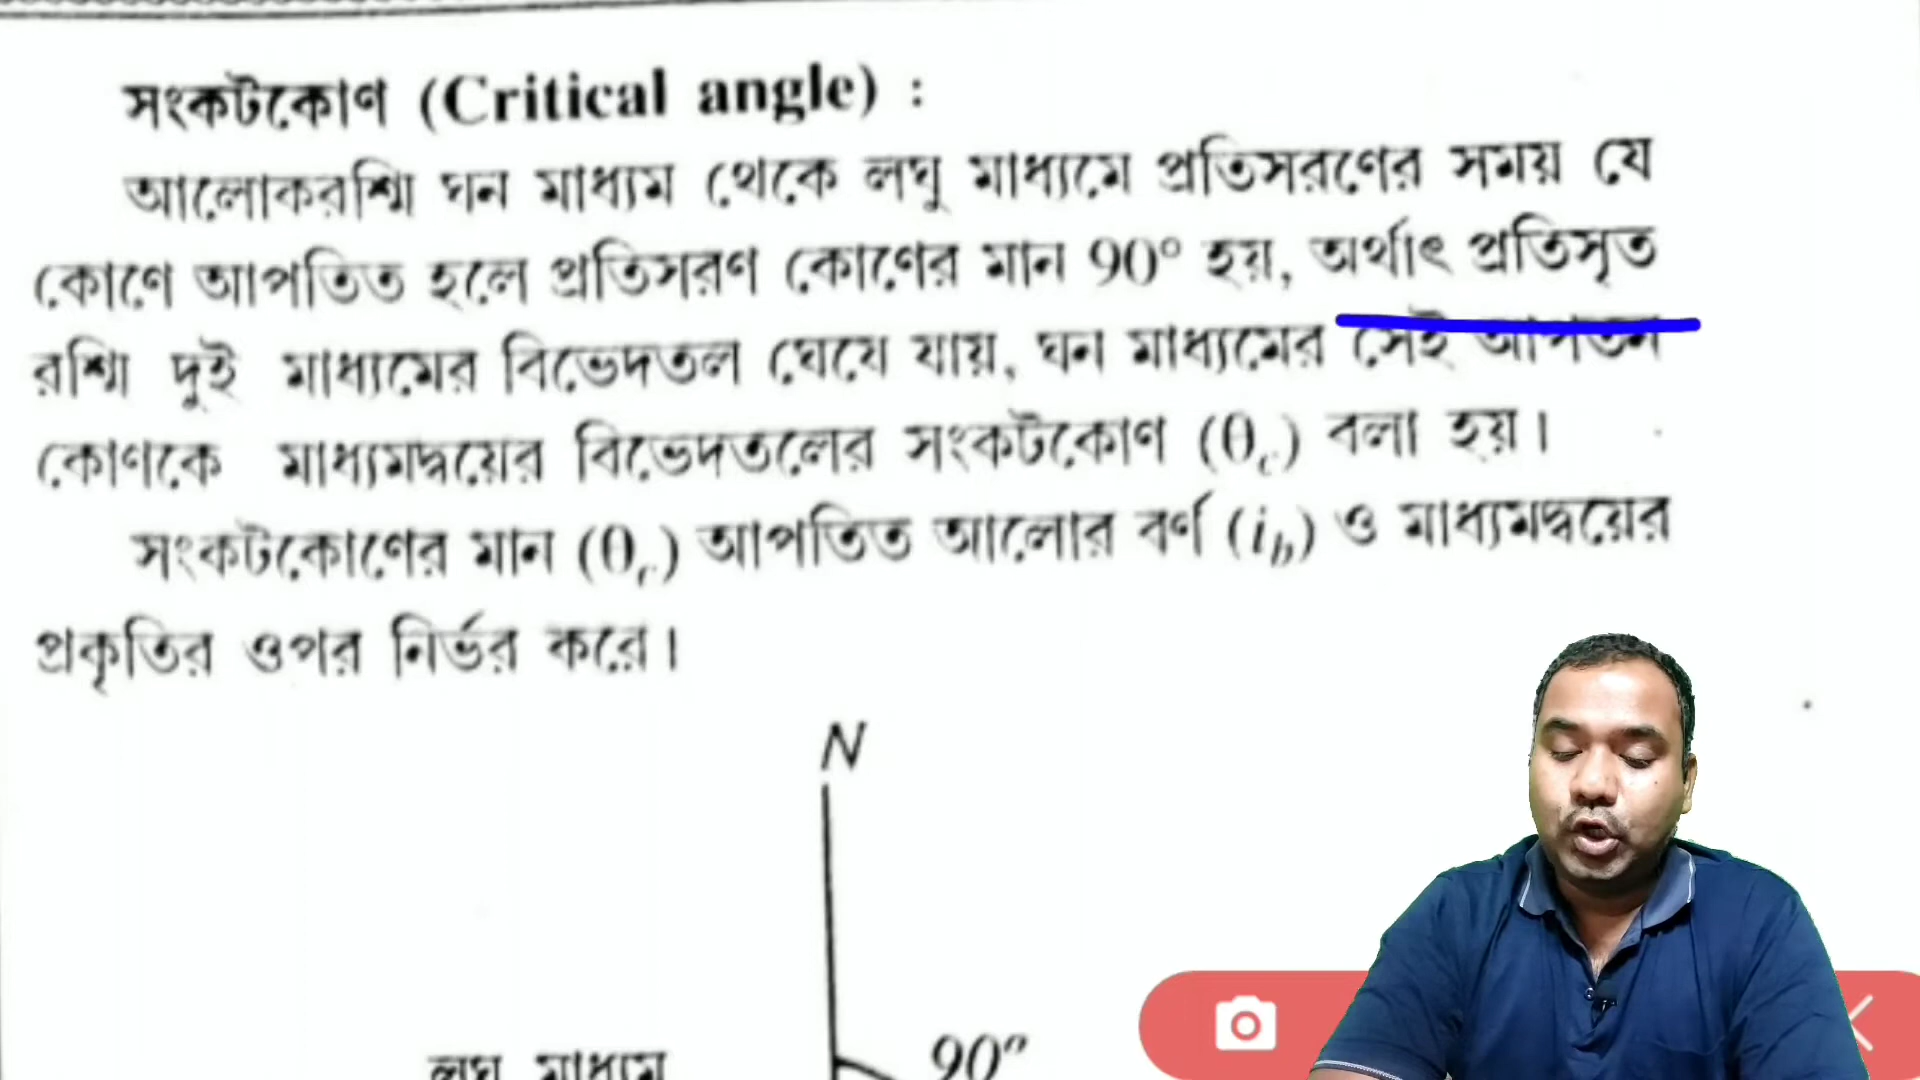 সংকটকোণ (Critical angle) :
আলোকরশ্মি ঘন মাধ্যম থেকে লঘু মাধ্যমে প্রতিসরণের সময় যে
কোণে আপতিত হলে প্রতিসরণ কোণের মান 90° হয়, অর্থাৎ প্রতিসৃত
রশ্মি দুই মাধ্যমের বিভেদতল ঘেষে যায়, ঘন মাধ্যমের সেই আপতন
কোণকে মাধ্যমদ্বয়ের বিভেদতলের সংকটকোণ (θc) বলা হয়।
সংকটকোণের মান (θc) আপতিত আলোর বর্ণ (ib) ও মাধ্যমদ্বয়ের
প্রকৃতির ওপর নির্ভর করে।
N
লঘু মাধ্যম 90°